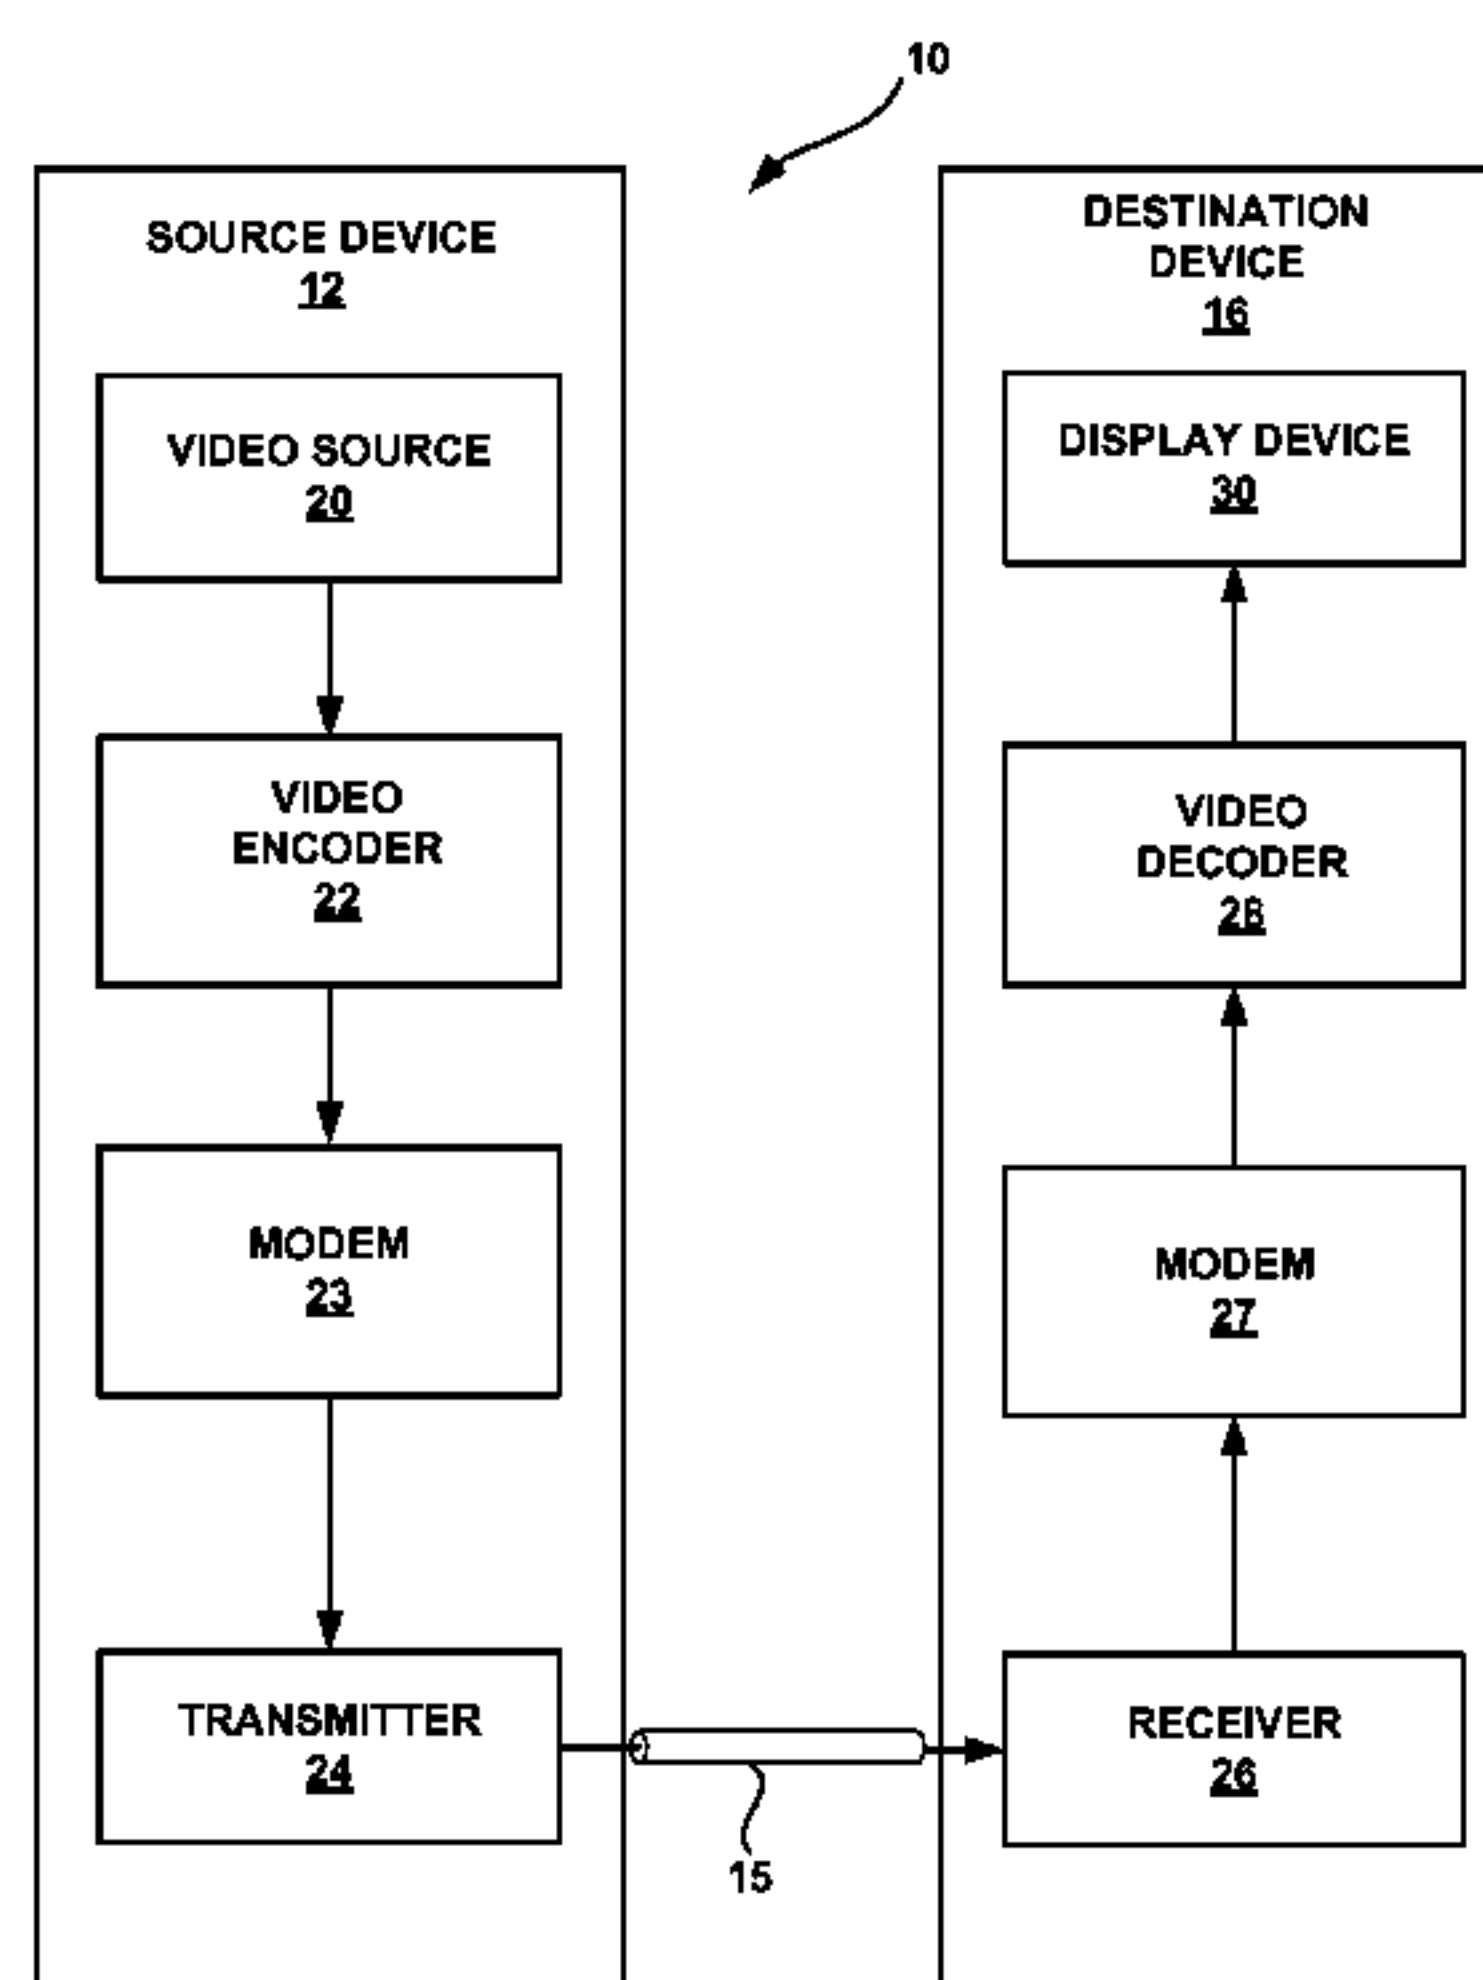 10
SOURCE DEVICE
12
VIDEO SOURCE
20
VIDEO
ENCODER
22
MODEM
23
TRANSMITTER
24
15
DESTINATION
DEVICE
16
DISPLAY DEVICE
30
VIDEO
DECODER
28
MODEM
27
RECEIVER
26